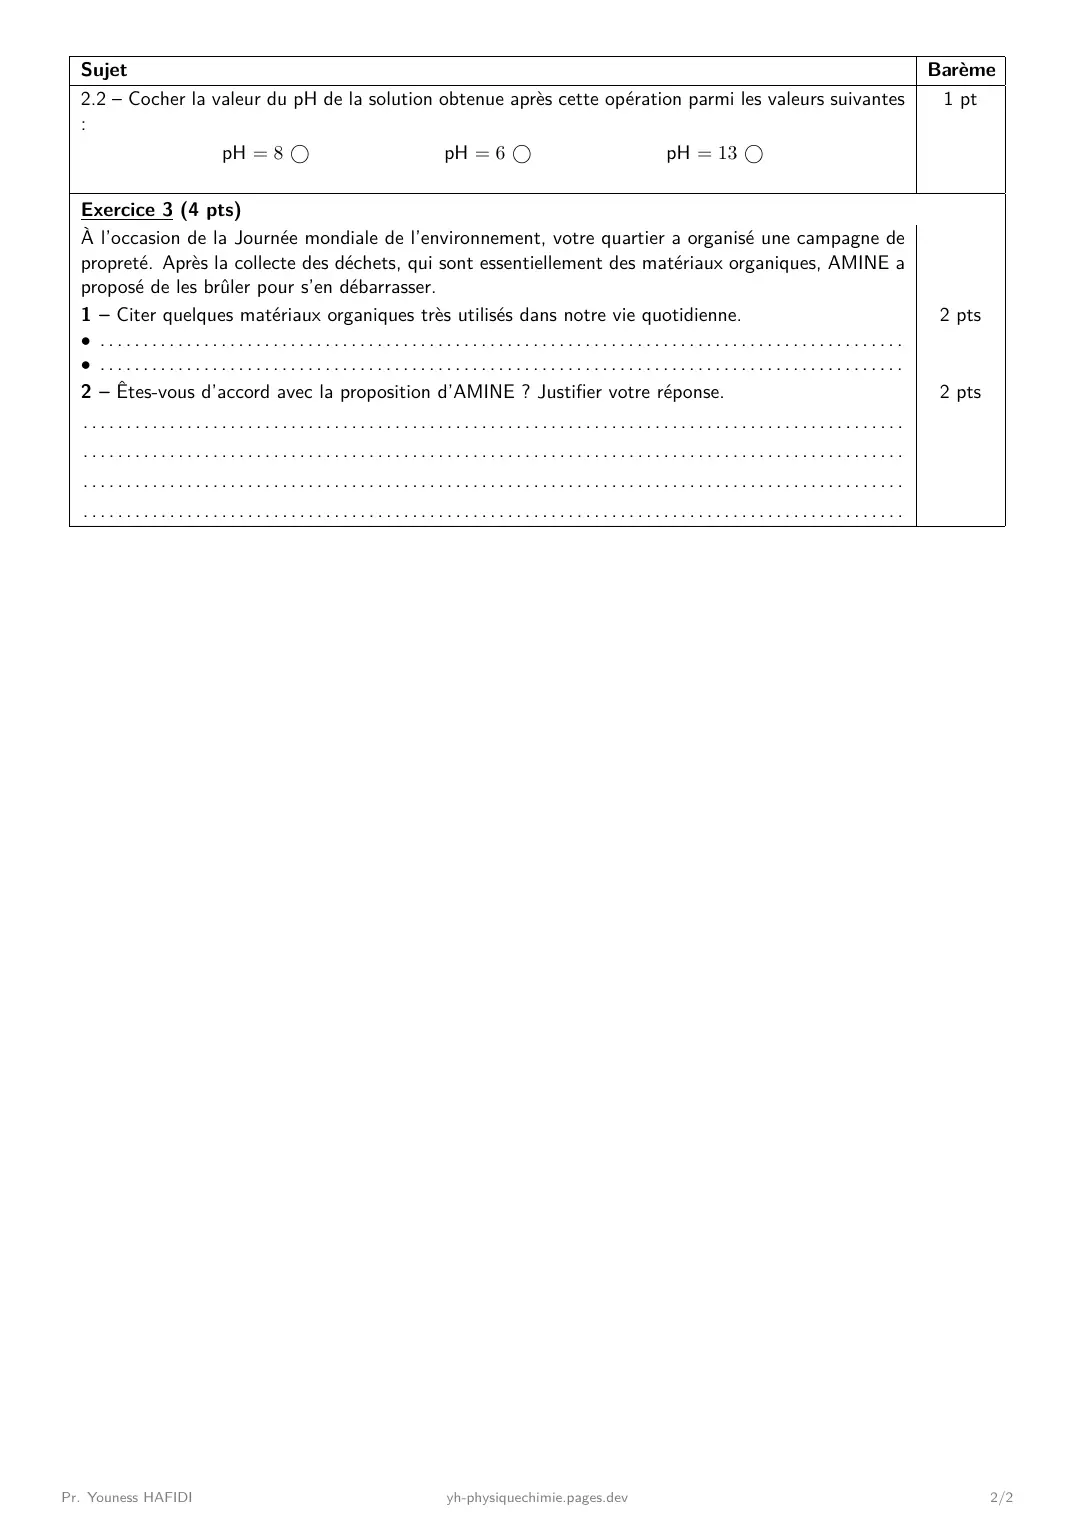 Sujet Barème
2.2 – Cocher la valeur du pH de la solution obtenue après cette opération parmi les valeurs suivantes 1 pt
:
pH = 8 ◯ pH = 6 ◯ pH = 13 ◯
Exercice 3 (4 pts)
À l'occasion de la Journée mondiale de l'environnement, votre quartier a organisé une campagne de
propreté. Après la collecte des déchets, qui sont essentiellement des matériaux organiques, AMINE a
proposé de les brûler pour s'en débarrasser.
1 – Citer quelques matériaux organiques très utilisés dans notre vie quotidienne. 2 pts
• ..............................................................................................
• ..............................................................................................
2 – Êtes-vous d'accord avec la proposition d'AMINE ? Justifier votre réponse. 2 pts
................................................................................................
................................................................................................
................................................................................................
................................................................................................
Pr. Youness HAFIDI yh-physiquechimie.pages.dev 2/2